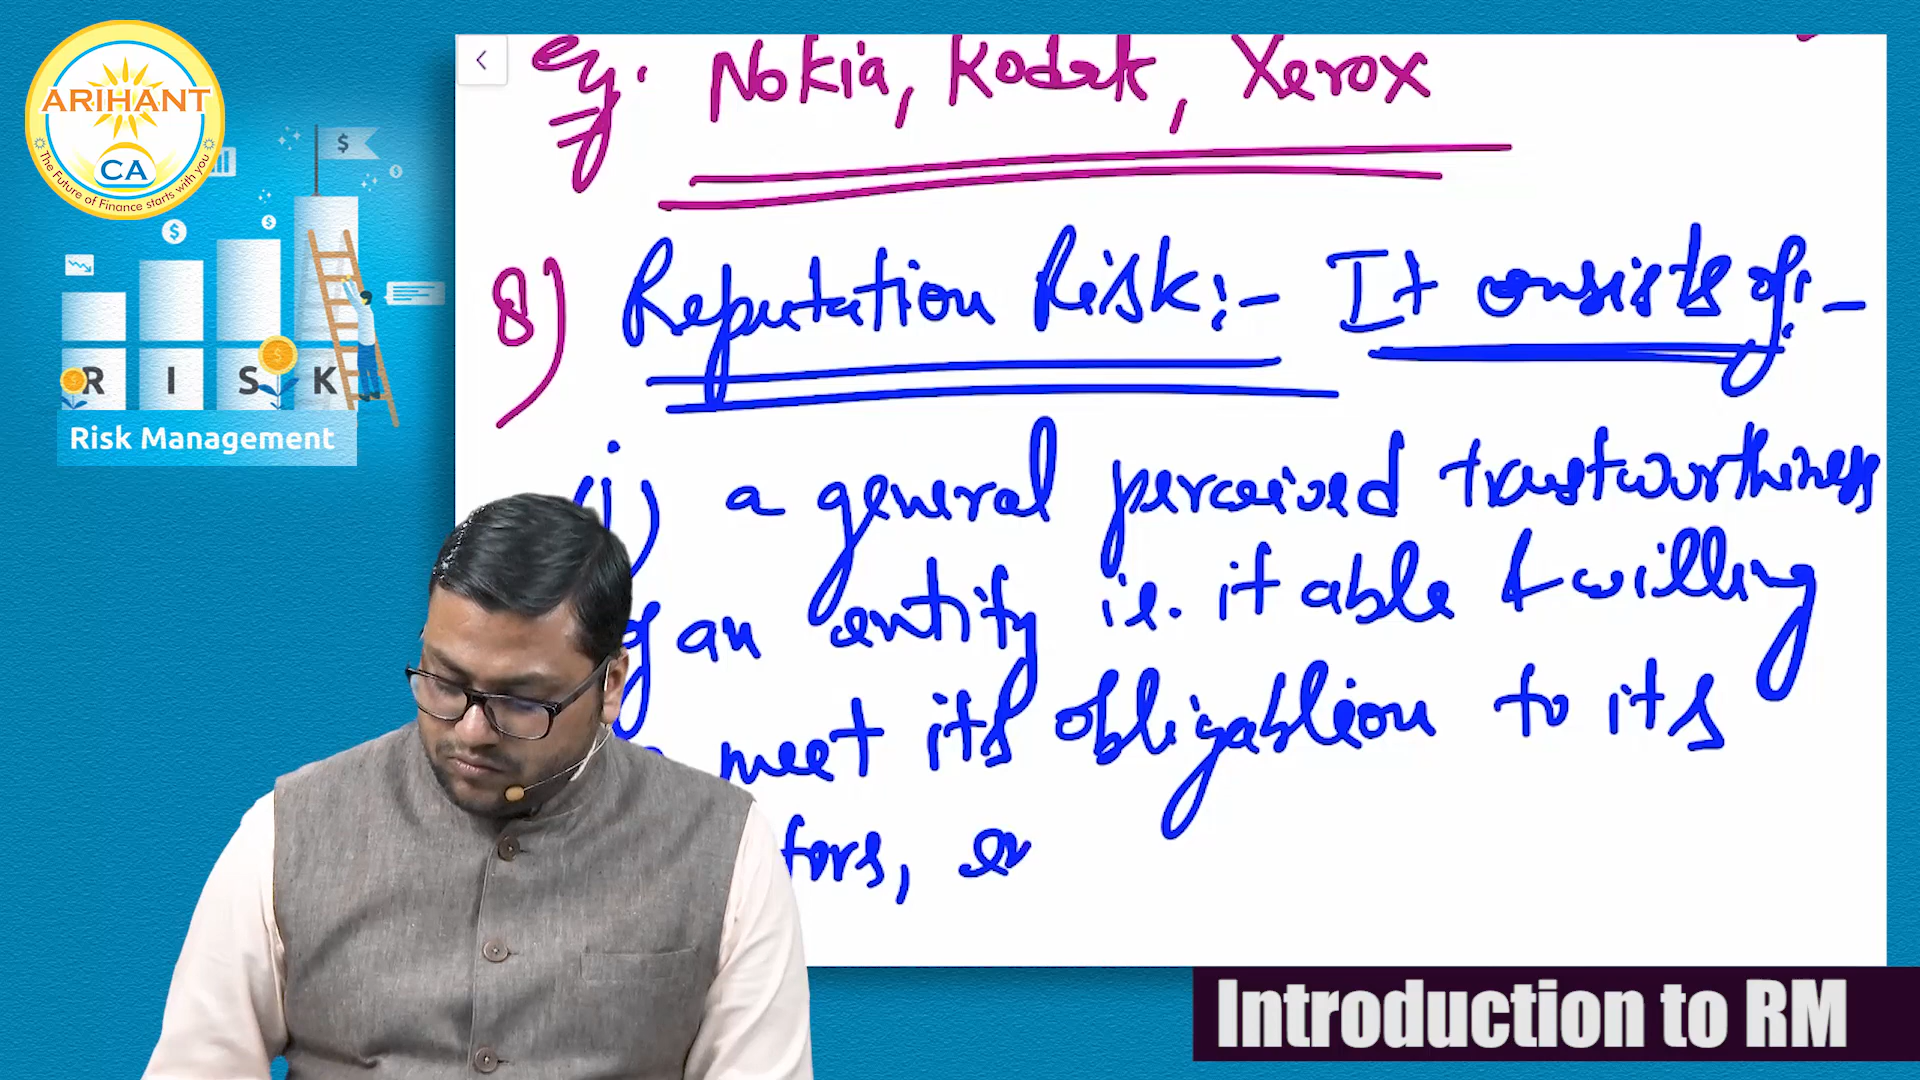 ARIHANT
CA
The Future of Finance starts with you
R I S K
Risk Management
eg. Nokia, Kodak, Xerox
8) Reputation Risk:- It consists of:-
(i) a general perceived trustworthiness
of an entity i.e. it able & willing
meet its obligation to its
tors, er
Introduction to RM